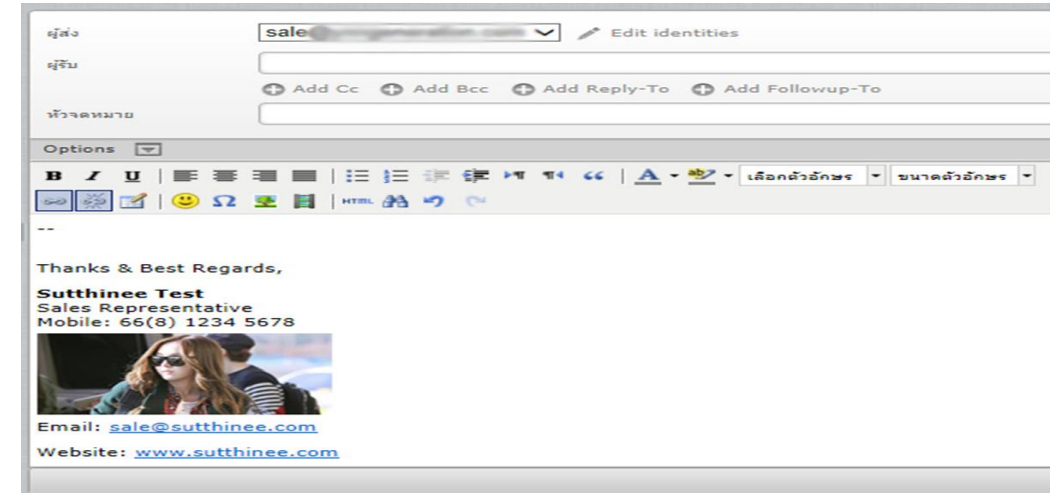 ผู้ส่ง sale Edit identities
ผู้รับ
Add Cc Add Bcc Add Reply-To Add Followup-To
หัวจดหมาย
Options
B I U A ab เลือกตัวอักษร ขนาดตัวอักษร
Ω HTML
--
Thanks & Best Regards,
Sutthinee Test
Sales Representative
Mobile: 66(8) 1234 5678
Email: sale@sutthinee.com
Website: www.sutthinee.com